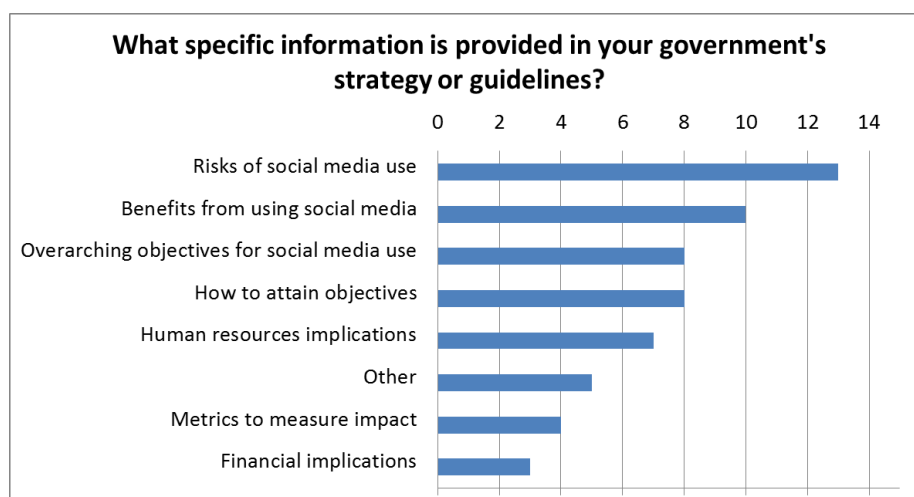 What specific information is provided in your government's
strategy or guidelines?
0 2 4 6 8 10 12 14
Risks of social media use
Benefits from using social media
Overarching objectives for social media use
How to attain objectives
Human resources implications
Other
Metrics to measure impact
Financial implications